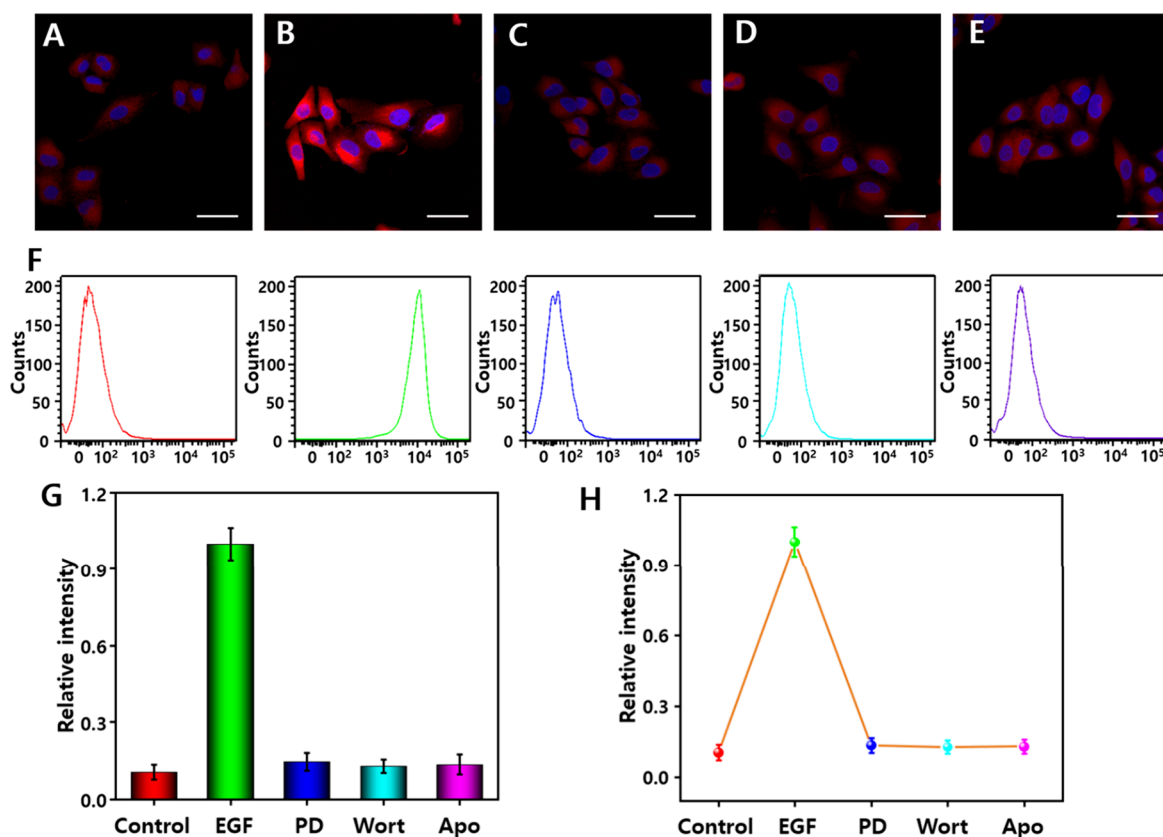 A B C D E
F
200 200 200 200 200
150 150 150 150 150
Counts Counts Counts Counts Counts
100 100 100 100 100
50 50 50 50 50
0 0 0 0 0
0 10² 10³ 10⁴ 10⁵ 0 10² 10³ 10⁴ 10⁵ 0 10² 10³ 10⁴ 10⁵ 0 10² 10³ 10⁴ 10⁵ 0 10² 10³ 10⁴ 10⁵
G
Relative intensity
1.2
0.9
0.6
0.3
0.0
Control EGF PD Wort Apo
H
Relative intensity
1.2
0.9
0.6
0.3
0.0
Control EGF PD Wort Apo